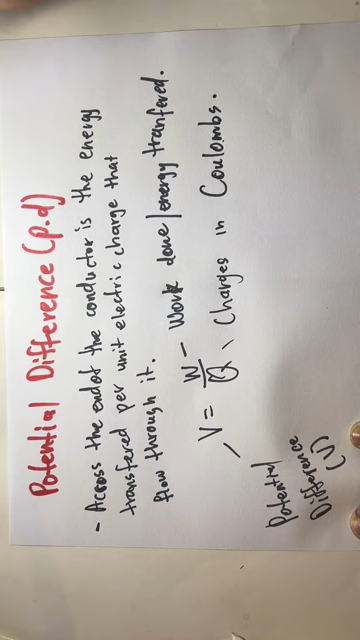 Potential Difference (p.d)
- Across the end of the conductor is the energy
transfered per unit electric charge that
flow through it.
V = W/Q
- Work done/energy tranfered.
Charges in Coulombs.
Potential
Difference
(V)